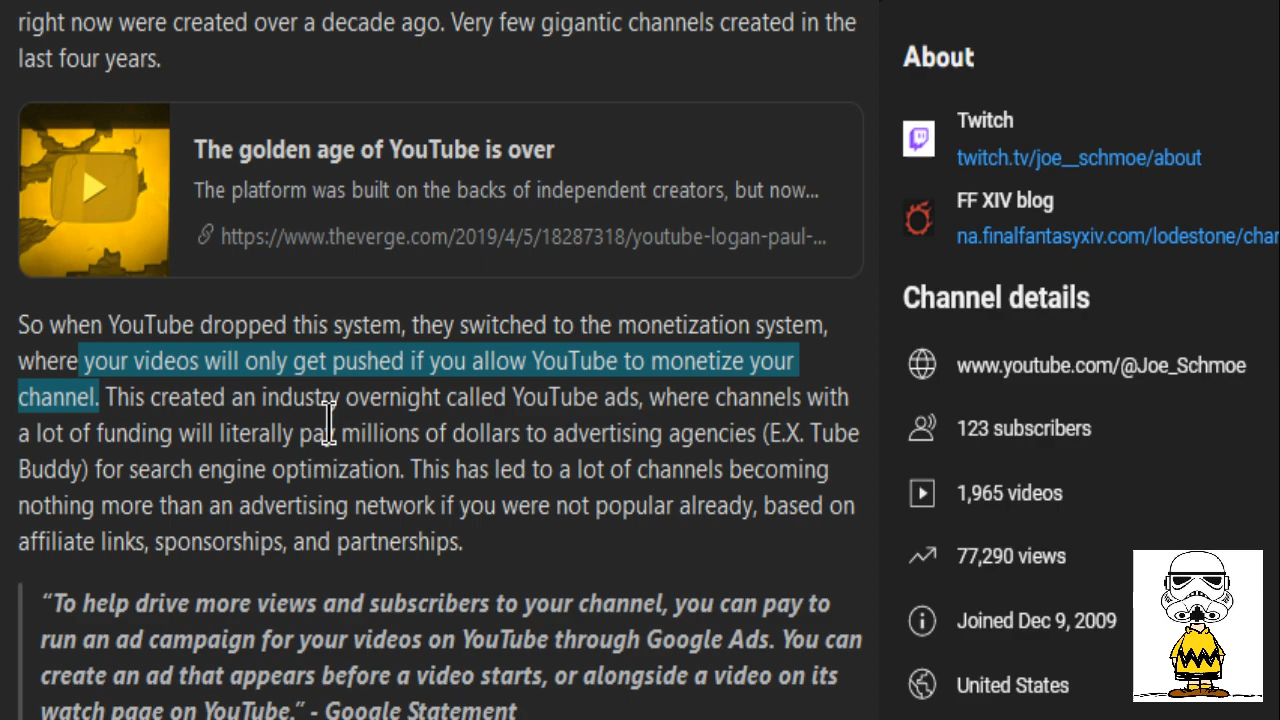 right now were created over a decade ago. Very few gigantic channels created in the
last four years.
The golden age of YouTube is over
The platform was built on the backs of independent creators, but now...
https://www.theverge.com/2019/4/5/18287318/youtube-logan-paul-...
So when YouTube dropped this system, they switched to the monetization system,
where your videos will only get pushed if you allow YouTube to monetize your
channel. This created an industry overnight called YouTube ads, where channels with
a lot of funding will literally pay millions of dollars to advertising agencies (E.X. Tube
Buddy) for search engine optimization. This has led to a lot of channels becoming
nothing more than an advertising network if you were not popular already, based on
affiliate links, sponsorships, and partnerships.
“To help drive more views and subscribers to your channel, you can pay to
run an ad campaign for your videos on YouTube through Google Ads. You can
create an ad that appears before a video starts, or alongside a video on its
watch page on YouTube.” - Google Statement
About
Twitch
twitch.tv/joe__schmoe/about
FF XIV blog
na.finalfantasyxiv.com/lodestone/char
Channel details
www.youtube.com/@Joe_Schmoe
123 subscribers
1,965 videos
77,290 views
Joined Dec 9, 2009
United States